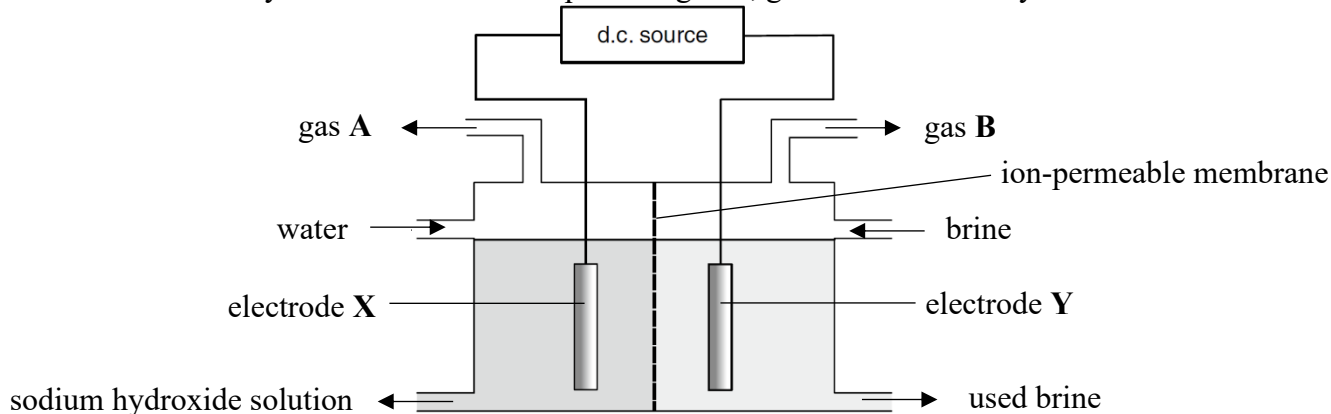 d.c. source
gas A
gas B
ion-permeable membrane
water
brine
electrode X
electrode Y
sodium hydroxide solution
used brine